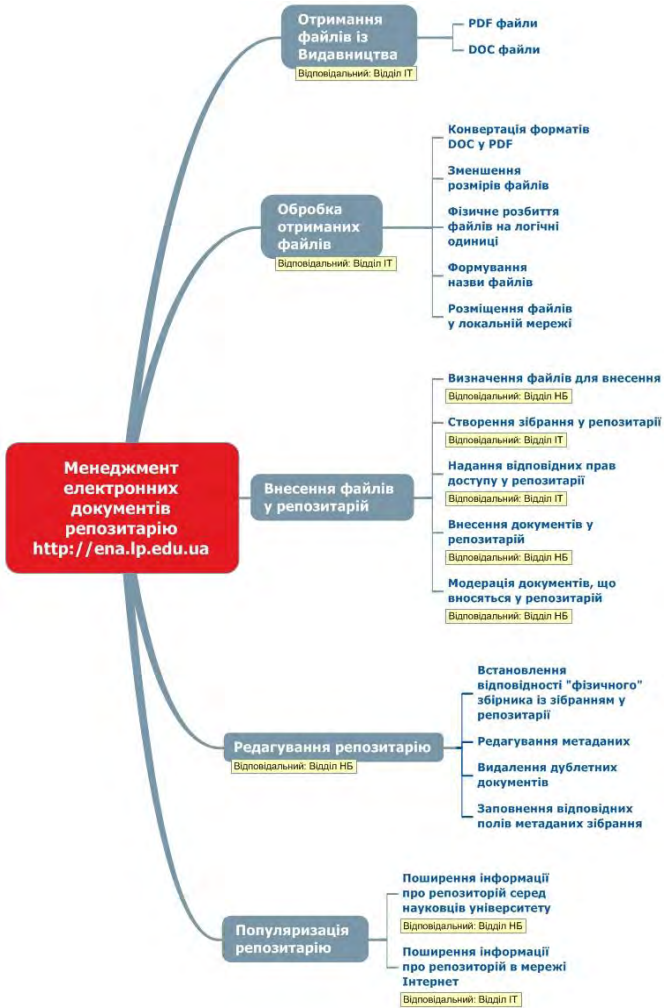 Менеджмент
електронних
документів
репозитарію
http://ena.lp.edu.ua
Отримання
файлів із
Видавництва
Відповідальний: Відділ ІТ
PDF файли
DOC файли
Обробка
отриманих
файлів
Відповідальний: Відділ ІТ
Конвертація форматів
DOC у PDF
Зменшення
розмірів файлів
Фізичне розбиття
файлів на логічні
одиниці
Формування
назви файлів
Розміщення файлів
у локальній мережі
Внесення файлів
у репозитарій
Визначення файлів для внесення
Відповідальний: Відділ НБ
Створення зібрання у репозитарії
Відповідальний: Відділ ІТ
Надання відповідних прав
доступу у репозитарії
Відповідальний: Відділ ІТ
Внесення документів у
репозитарій
Відповідальний: Відділ НБ
Модерація документів, що
вносяться у репозитарій
Відповідальний: Відділ НБ
Редагування репозитарію
Відповідальний: Відділ НБ
Встановлення
відповідності "фізичного"
збірника із зібранням у
репозитарії
Редагування метаданих
Видалення дублетних
документів
Заповнення відповідних
полів метаданих зібрання
Популяризація
репозитарію
Поширення інформації
про репозиторій серед
науковців університету
Відповідальний: Відділ НБ
Поширення інформації
про репозиторій в мережі
Інтернет
Відповідальний: Відділ ІТ